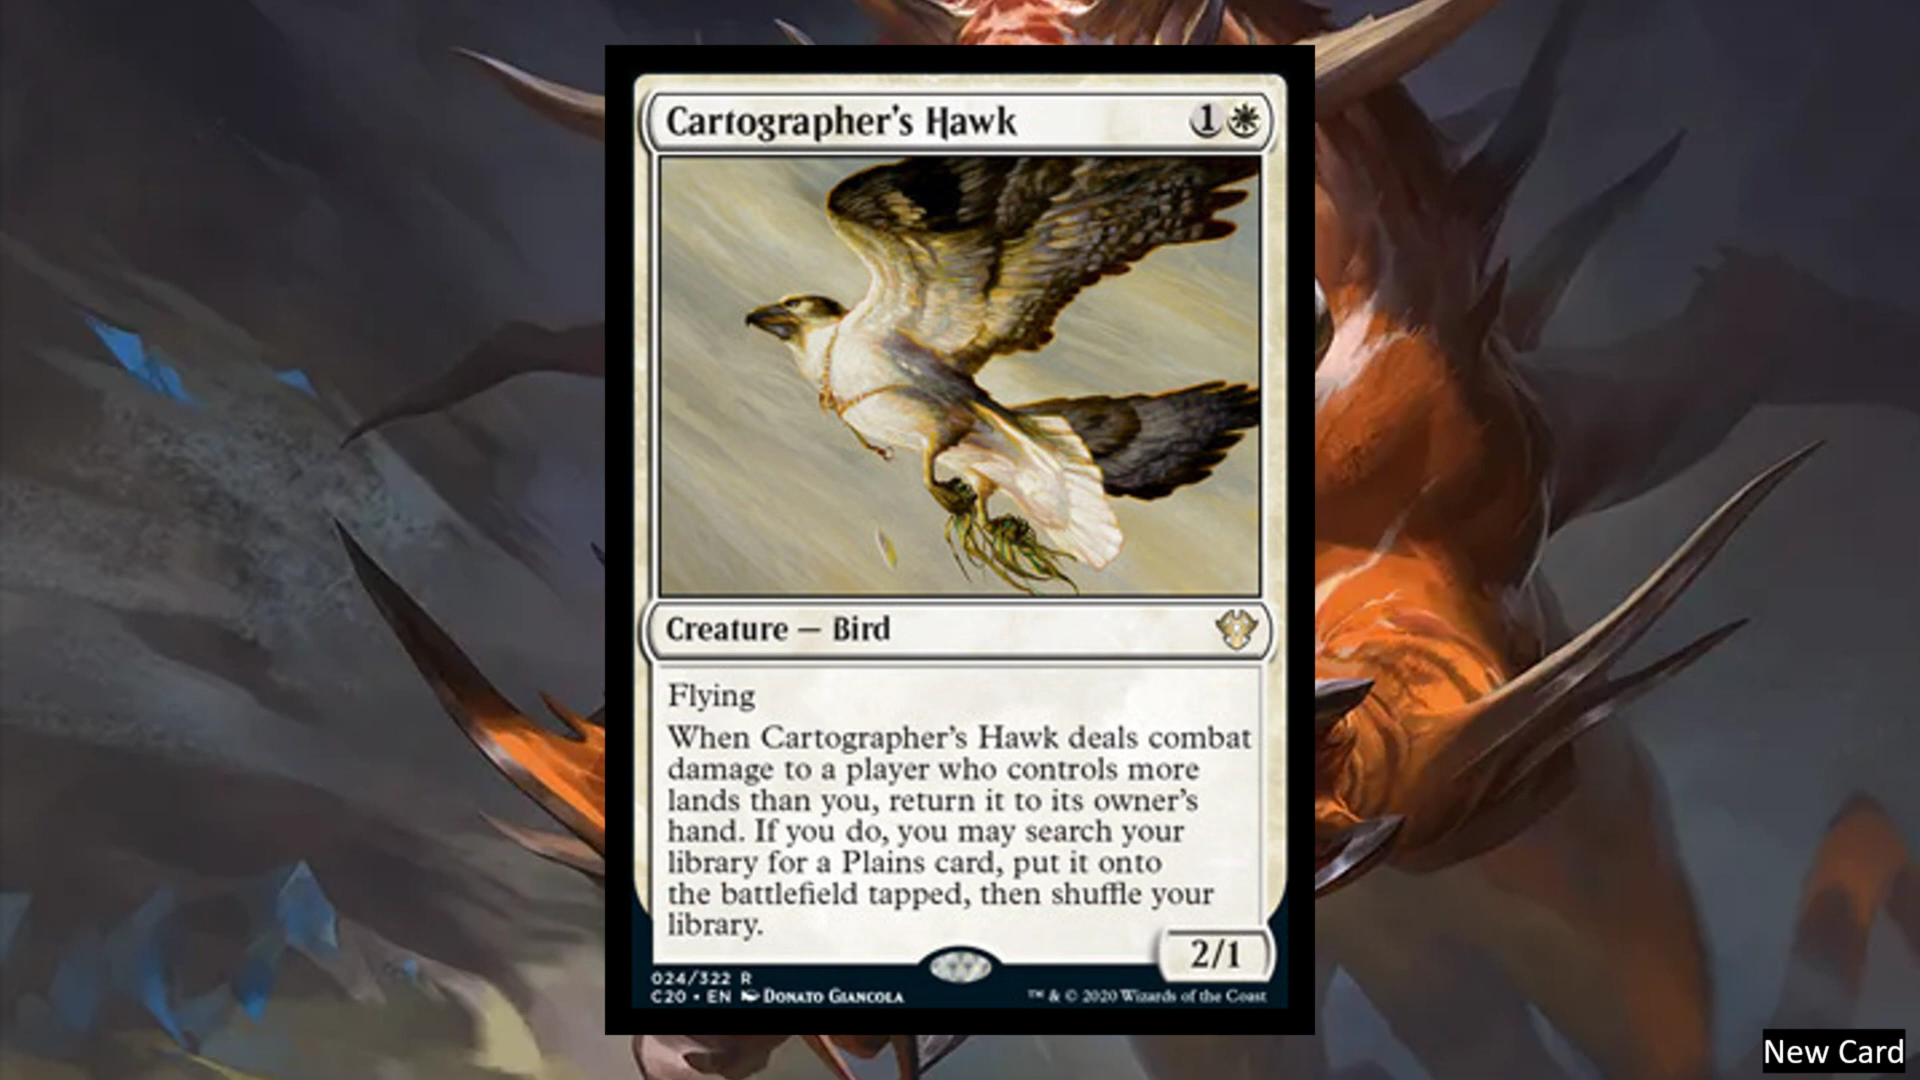 Cartographer's Hawk 1
Creature — Bird
Flying
When Cartographer's Hawk deals combat
damage to a player who controls more
lands than you, return it to its owner's
hand. If you do, you may search your
library for a Plains card, put it onto
the battlefield tapped, then shuffle your
library.
2/1
024/322 R
C20 • EN Donato Giancola
™ & © 2020 Wizards of the Coast
New Card